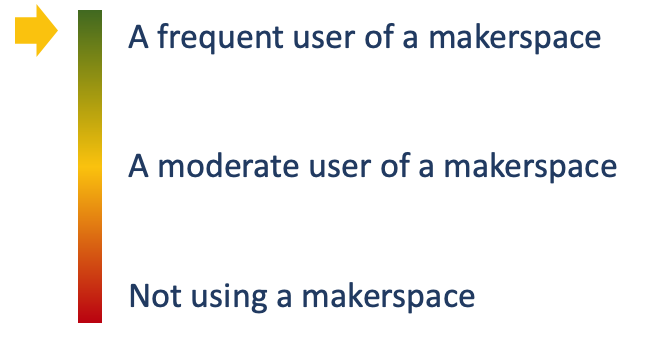 A frequent user of a makerspace
A moderate user of a makerspace
Not using a makerspace